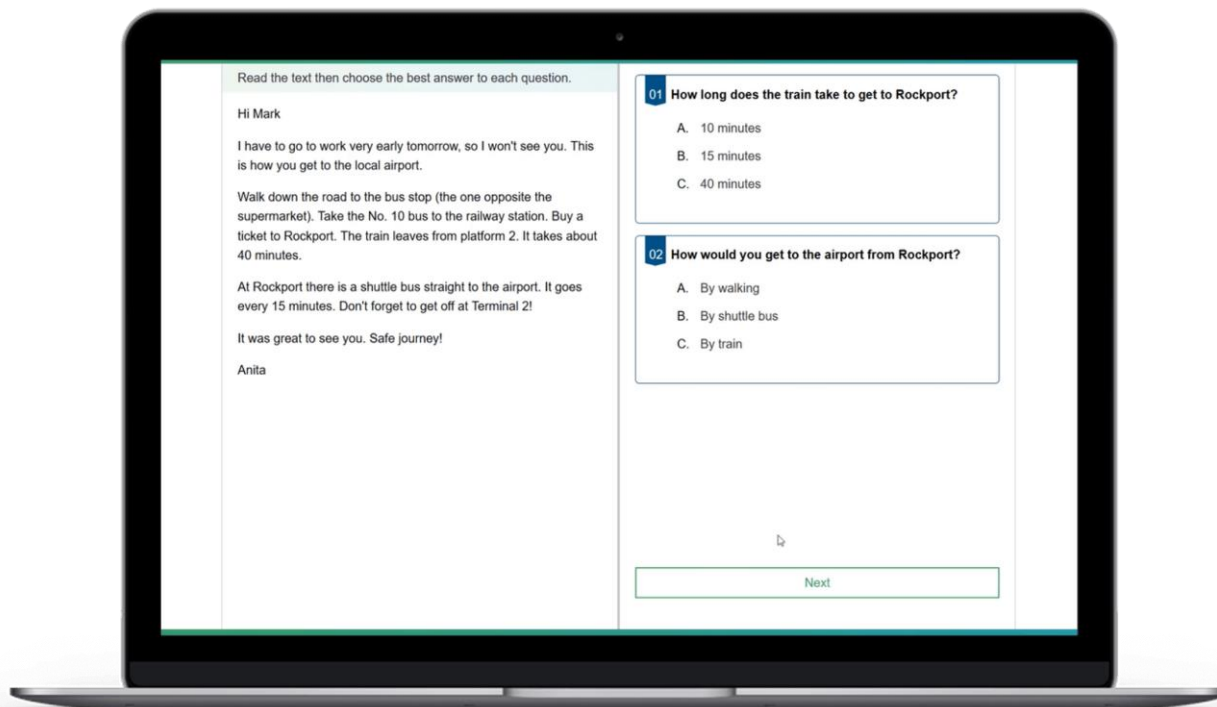 Read the text then choose the best answer to each question.
Hi Mark
I have to go to work very early tomorrow, so I won't see you. This
is how you get to the local airport.
Walk down the road to the bus stop (the one opposite the
supermarket). Take the No. 10 bus to the railway station. Buy a
ticket to Rockport. The train leaves from platform 2. It takes about
40 minutes.
At Rockport there is a shuttle bus straight to the airport. It goes
every 15 minutes. Don't forget to get off at Terminal 2!
It was great to see you. Safe journey!
Anita
01 How long does the train take to get to Rockport?
A. 10 minutes
B. 15 minutes
C. 40 minutes
02 How would you get to the airport from Rockport?
A. By walking
B. By shuttle bus
C. By train
Next